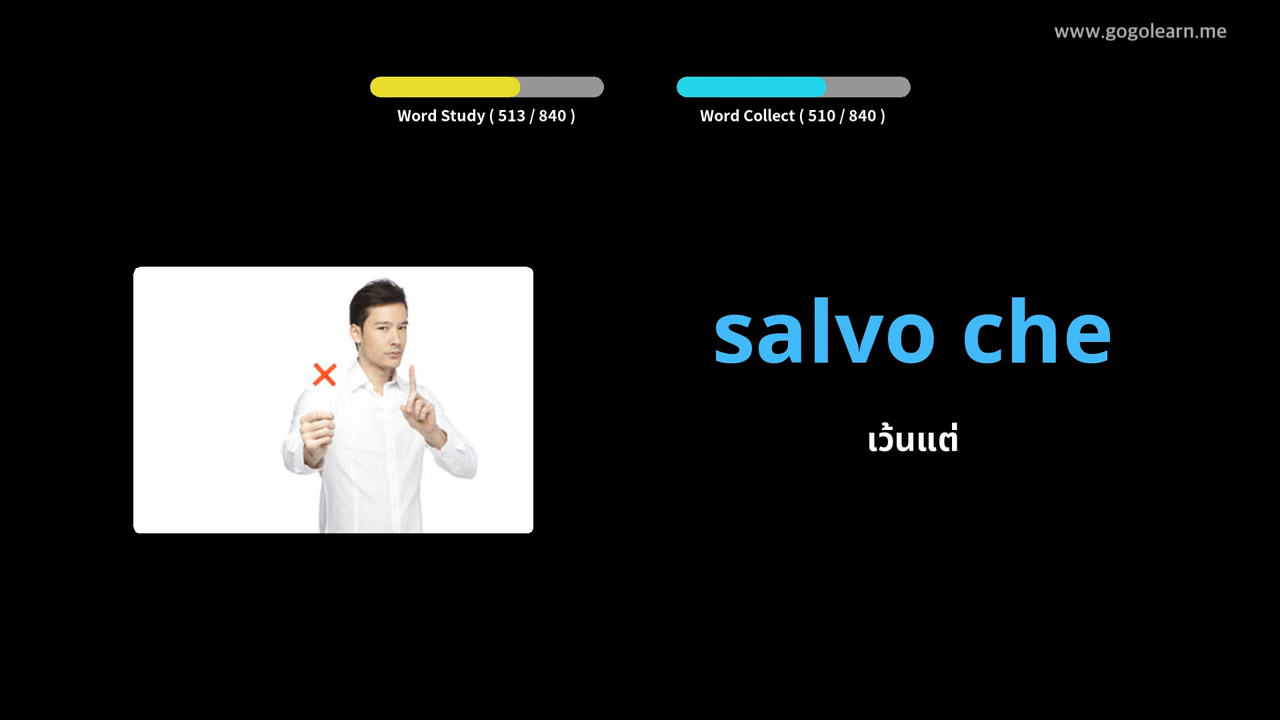 www.gogolearn.me
Word Study ( 513 / 840 )
Word Collect ( 510 / 840 )
salvo che
เว้นแต่